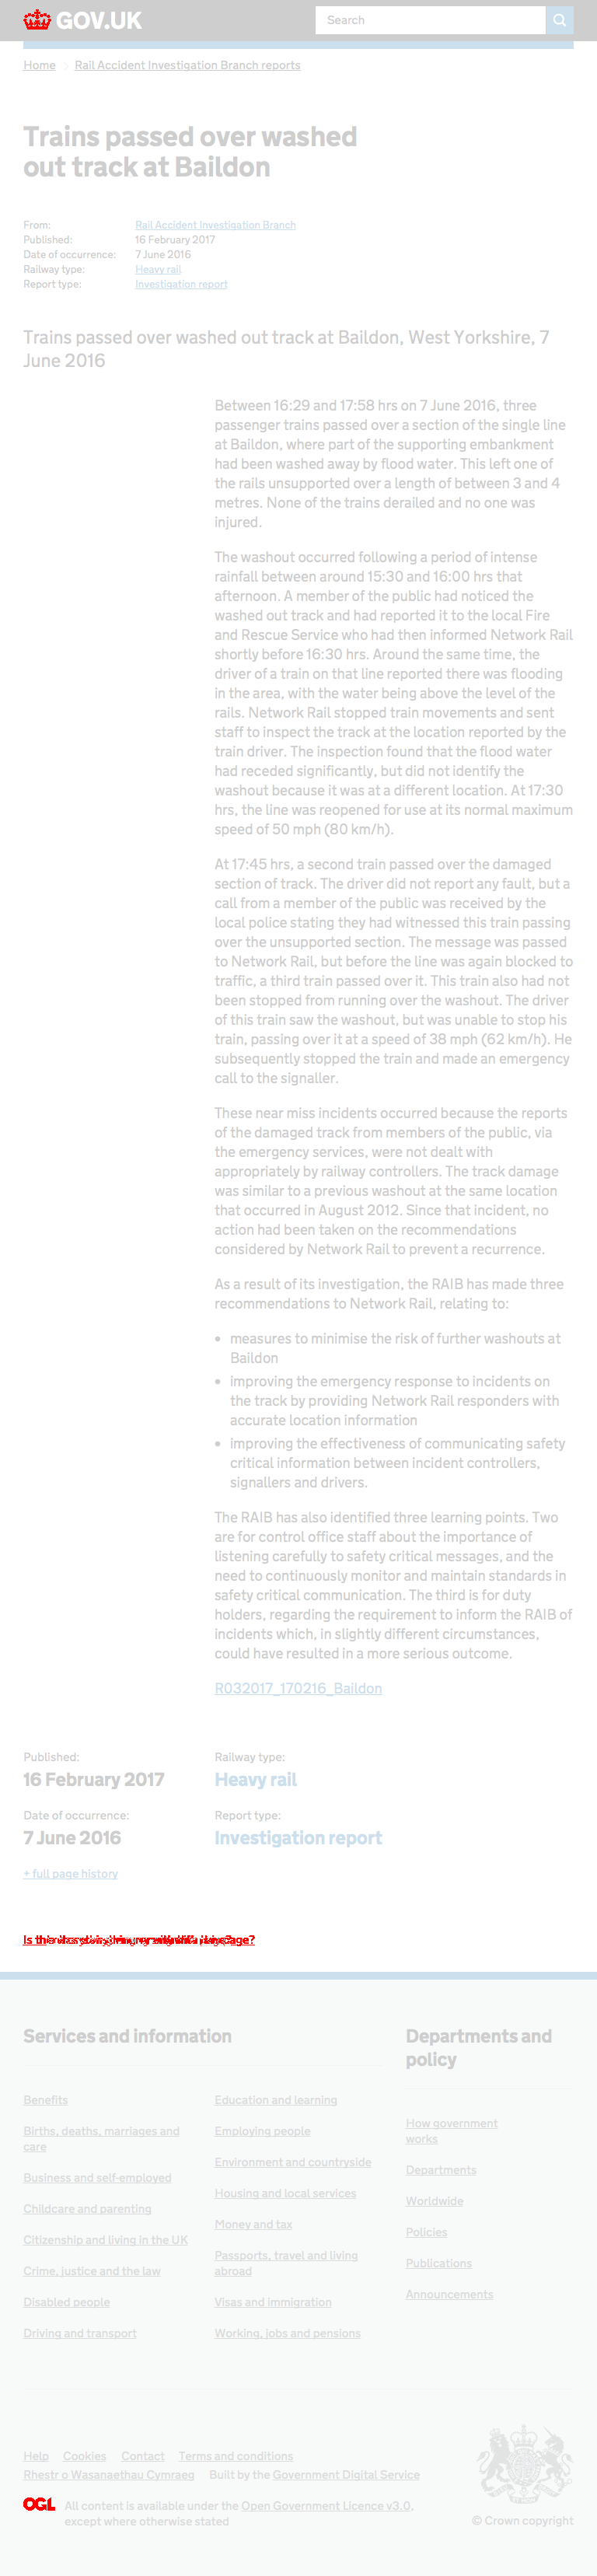 GOV.UK
Search
Home
Rail Accident Investigation Branch reports
Trains passed over washed
out track at Baildon
From: Rail Accident Investigation Branch
Published: 16 February 2017
Date of occurrence: 7 June 2016
Railway type: Heavy rail
Report type: Investigation report
Trains passed over washed out track at Baildon, West Yorkshire, 7
June 2016
Between 16:29 and 17:58 hrs on 7 June 2016, three
passenger trains passed over a section of the single line
at Baildon, where part of the supporting embankment
had been washed away by flood water. This left one of
the rails unsupported over a length of between 3 and 4
metres. None of the trains derailed and no one was
injured.
The washout occurred following a period of intense
rainfall between around 15:30 and 16:00 hrs that
afternoon. A member of the public had noticed the
washed out track and had reported it to the local Fire
and Rescue Service who had then informed Network Rail
shortly before 16:30 hrs. Around the same time, the
driver of a train on that line reported there was flooding
in the area, with the water being above the level of the
rails. Network Rail stopped train movements and sent
staff to inspect the track at the location reported by the
train driver. The inspection found that the flood water
had receded significantly, but did not identify the
washout because it was at a different location. At 17:30
hrs, the line was reopened for use at its normal maximum
speed of 50 mph (80 km/h).
At 17:45 hrs, a second train passed over the damaged
section of track. The driver did not report any fault, but a
call from a member of the public was received by the
local police stating they had witnessed this train passing
over the unsupported section. The message was passed
to Network Rail, but before the line was again blocked to
traffic, a third train passed over it. This train also had not
been stopped from running over the washout. The driver
of this train saw the washout, but was unable to stop his
train, passing over it at a speed of 38 mph (62 km/h). He
subsequently stopped the train and made an emergency
call to the signaller.
These near miss incidents occurred because the reports
of the damaged track from members of the public, via
the emergency services, were not dealt with
appropriately by railway controllers. The track damage
was similar to a previous washout at the same location
that occurred in August 2012. Since that incident, no
action had been taken on the recommendations
considered by Network Rail to prevent a recurrence.
As a result of its investigation, the RAIB has made three
recommendations to Network Rail, relating to:
• measures to minimise the risk of further washouts at
Baildon
• improving the emergency response to incidents on
the track by providing Network Rail responders with
accurate location information
• improving the effectiveness of communicating safety
critical information between incident controllers,
signallers and drivers.
The RAIB has also identified three learning points. Two
are for control office staff about the importance of
listening carefully to safety critical messages, and the
need to continuously monitor and maintain standards in
safety critical communication. The third is for duty
holders, regarding the requirement to inform the RAIB of
incidents which, in slightly different circumstances,
could have resulted in a more serious outcome.
R032017_170216_Baildon
Published:
16 February 2017
Railway type:
Heavy rail
Date of occurrence:
7 June 2016
Report type:
Investigation report
+ full page history
Services and information
Benefits
Births, deaths, marriages and
care
Business and self-employed
Childcare and parenting
Citizenship and living in the UK
Crime, justice and the law
Disabled people
Driving and transport
Education and learning
Employing people
Environment and countryside
Housing and local services
Money and tax
Passports, travel and living
abroad
Visas and immigration
Working, jobs and pensions
Departments and
policy
How government
works
Departments
Worldwide
Policies
Publications
Announcements
Help Cookies Contact Terms and conditions
Rhestr o Wasanaethau Cymraeg Built by the Government Digital Service
OGL All content is available under the Open Government Licence v3.0,
except where otherwise stated
© Crown copyright